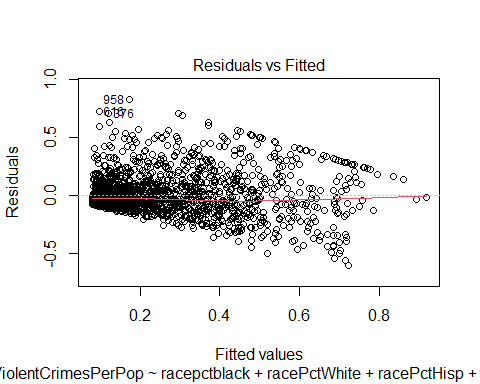 Residuals vs Fitted
Residuals
1.0
0.5
0.0
-0.5
958
376
0.2
0.4
0.6
0.8
Fitted values
ViolentCrimesPerPop ~ racepctblack + racePctWhite + racePctHisp +